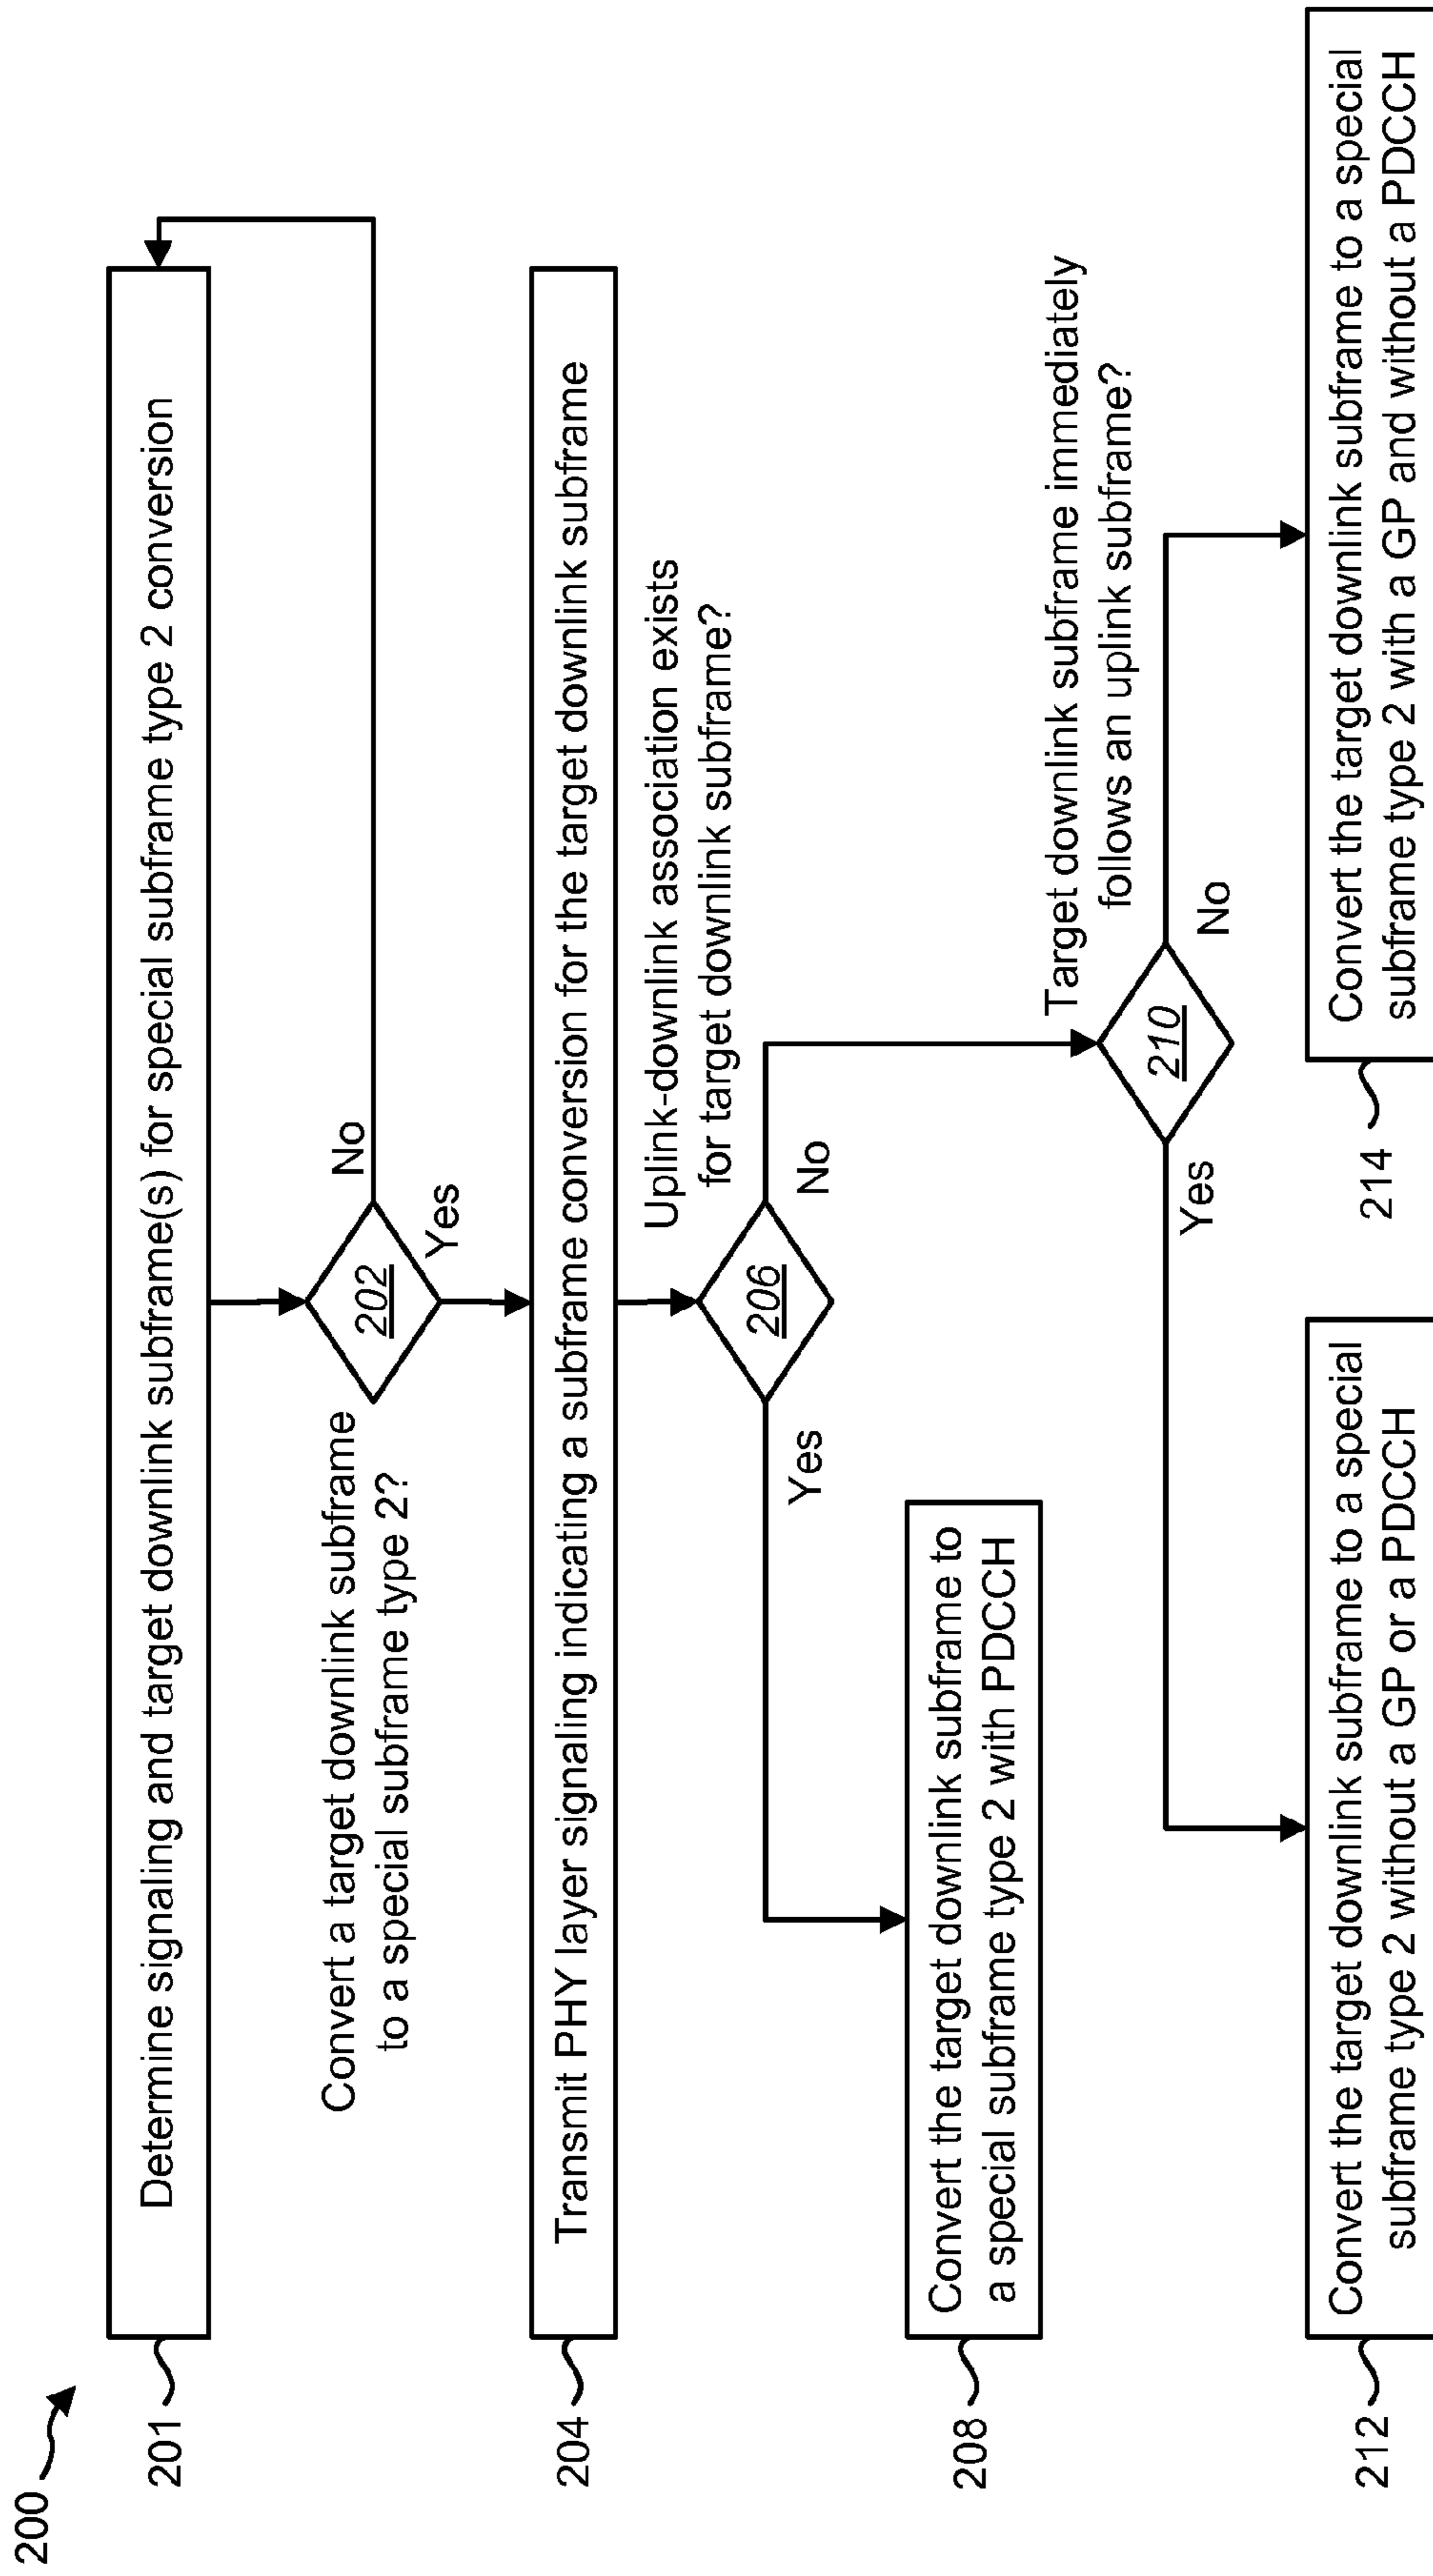 200
201
Determine signaling and target downlink subframe(s) for special subframe type 2 conversion
Convert a target downlink subframe
to a special subframe type 2?
202
No
Yes
204
Transmit PHY layer signaling indicating a subframe conversion for the target downlink subframe
Uplink-downlink association exists
for target downlink subframe?
206
Yes
No
208
Convert the target downlink subframe to
a special subframe type 2 with PDCCH
Target downlink subframe immediately
follows an uplink subframe?
210
Yes
No
212
Convert the target downlink subframe to a special
subframe type 2 without a GP or a PDCCH
214
Convert the target downlink subframe to a special
subframe type 2 with a GP and without a PDCCH